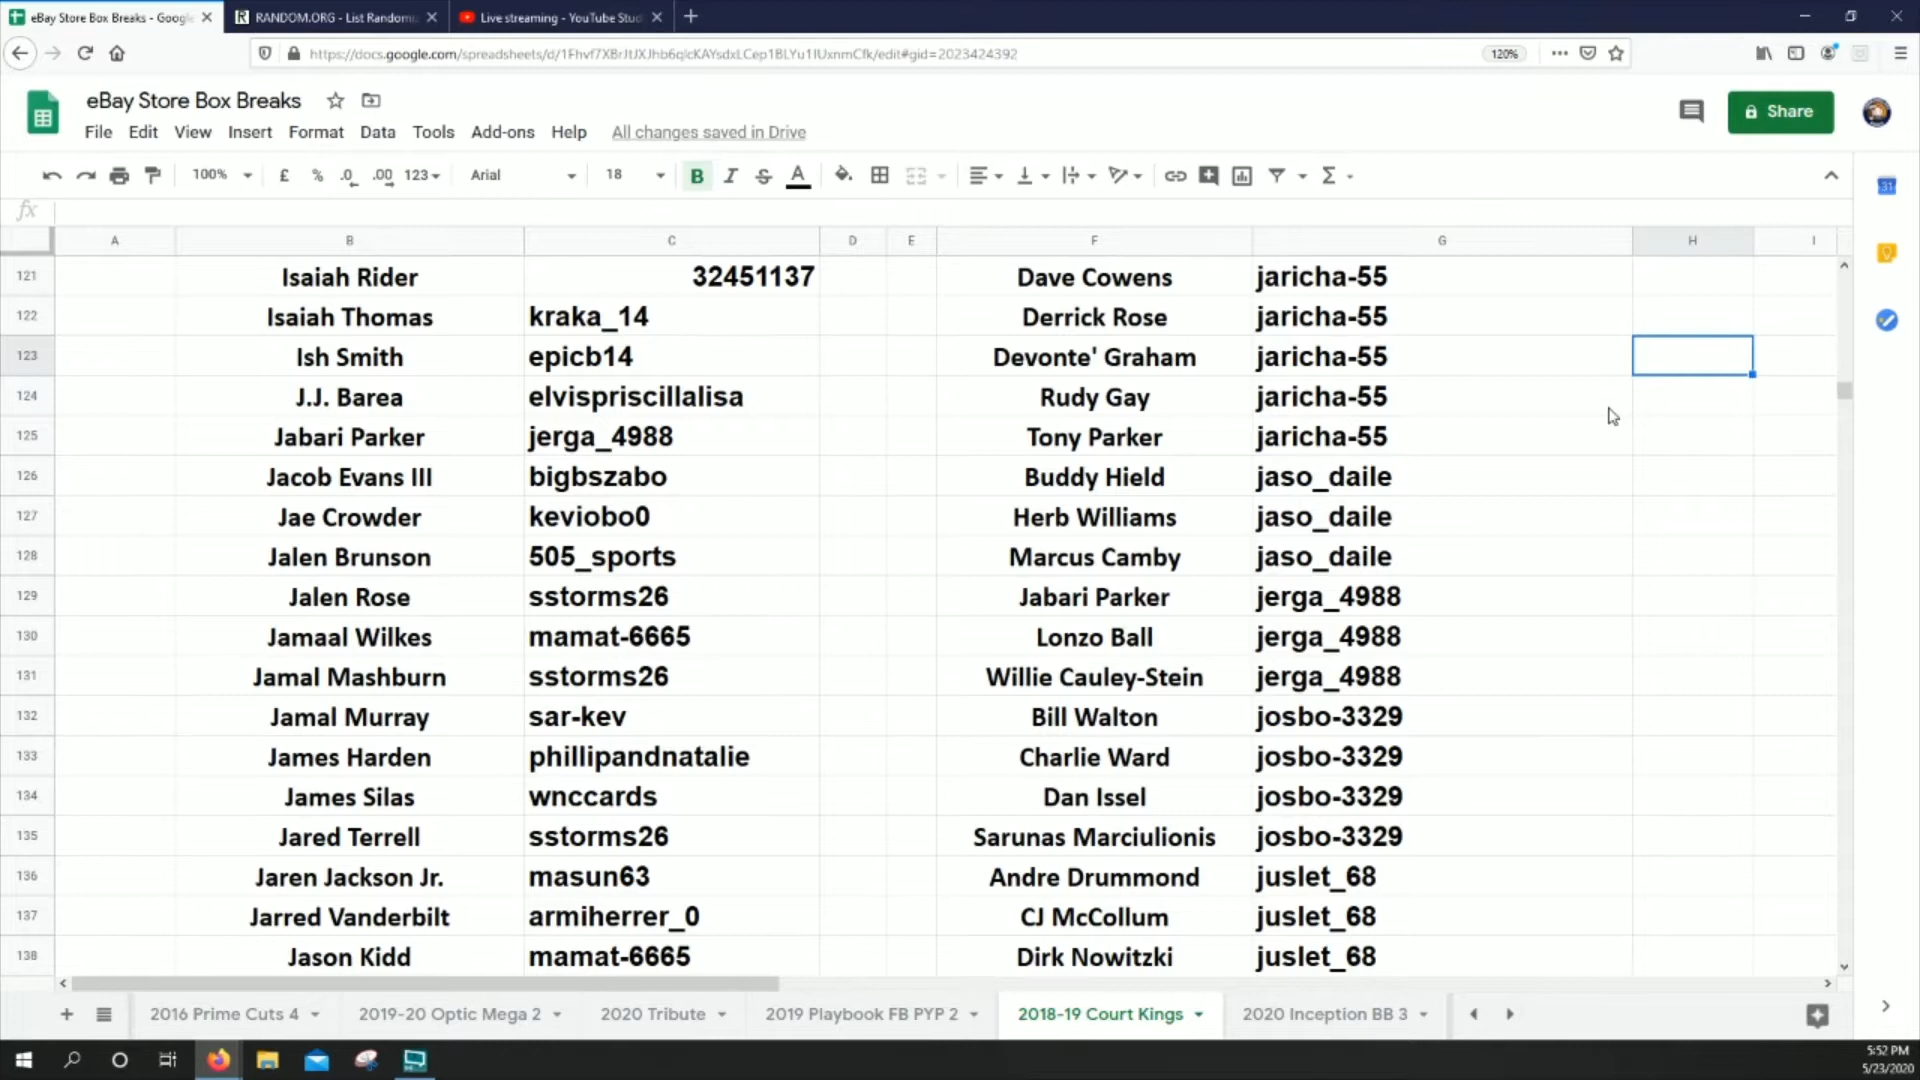 eBay Store Box Breaks - Google
RANDOM.ORG - List Randomi
Live streaming - YouTube Stud
120%
eBay Store Box Breaks
File Edit View Insert Format Data Tools Add-ons Help All changes saved in Drive
Share
100% £ % .0 .00 123 Arial 18 B I S A Σ
fx
A B C D E F G H I
121 Isaiah Rider 32451137 Dave Cowens jaricha-55
122 Isaiah Thomas kraka_14 Derrick Rose jaricha-55
123 Ish Smith epicb14 Devonte' Graham jaricha-55
124 J.J. Barea elvispriscillalisa Rudy Gay jaricha-55
125 Jabari Parker jerga_4988 Tony Parker jaricha-55
126 Jacob Evans III bigbszabo Buddy Hield jaso_daile
127 Jae Crowder keviobo0 Herb Williams jaso_daile
128 Jalen Brunson 505_sports Marcus Camby jaso_daile
129 Jalen Rose sstorms26 Jabari Parker jerga_4988
130 Jamaal Wilkes mamat-6665 Lonzo Ball jerga_4988
131 Jamal Mashburn sstorms26 Willie Cauley-Stein jerga_4988
132 Jamal Murray sar-kev Bill Walton josbo-3329
133 James Harden phillipandnatalie Charlie Ward josbo-3329
134 James Silas wnccards Dan Issel josbo-3329
135 Jared Terrell sstorms26 Sarunas Marciulionis josbo-3329
136 Jaren Jackson Jr. masun63 Andre Drummond juslet_68
137 Jarred Vanderbilt armiherrer_0 CJ McCollum juslet_68
138 Jason Kidd mamat-6665 Dirk Nowitzki juslet_68
2016 Prime Cuts 4 2019-20 Optic Mega 2 2020 Tribute 2019 Playbook FB PYP 2 2018-19 Court Kings 2020 Inception BB 3
5:52 PM
5/23/2020